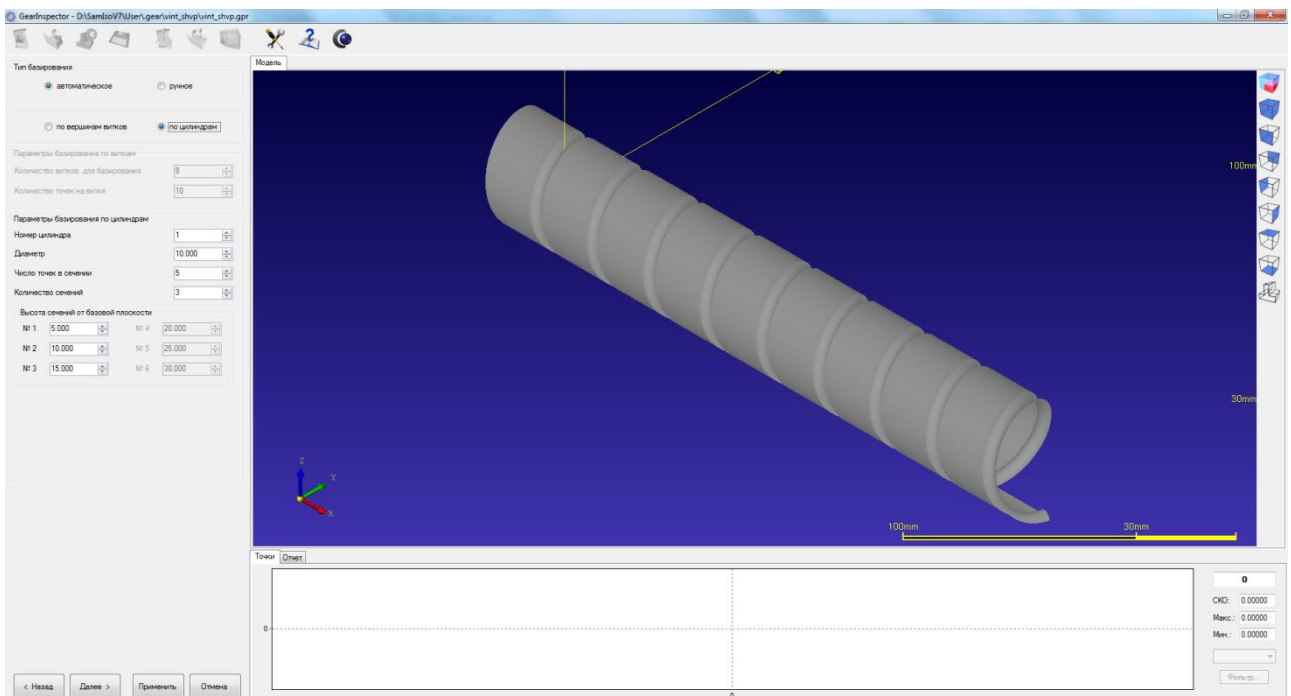 GearInspector - D:\SamIsoV7\User\.gear\vint_shvp\vint_shvp.gpr
Тип базирования
автоматическое ручное
по вершинам витков по цилиндрам
Параметры базирования по виткам
Количество витков для базирования 8
Количество точек на витке 10
Параметры базирования по цилиндрам
Номер цилиндра 1
Диаметр 10.000
Число точек в сечении 5
Количество сечений 3
Высота сечений от базовой плоскости
№ 1 5.000 № 4 20.000
№ 2 10.000 № 5 25.000
№ 3 15.000 № 6 30.000
< Назад Далее > Применить Отмена
Модель
100mm
30mm
Z
Y
X
100mm 30mm
Точки Отчет
0
0
0
СКО: 0.00000
Макс.: 0.00000
Мин.: 0.00000
Фильтр...